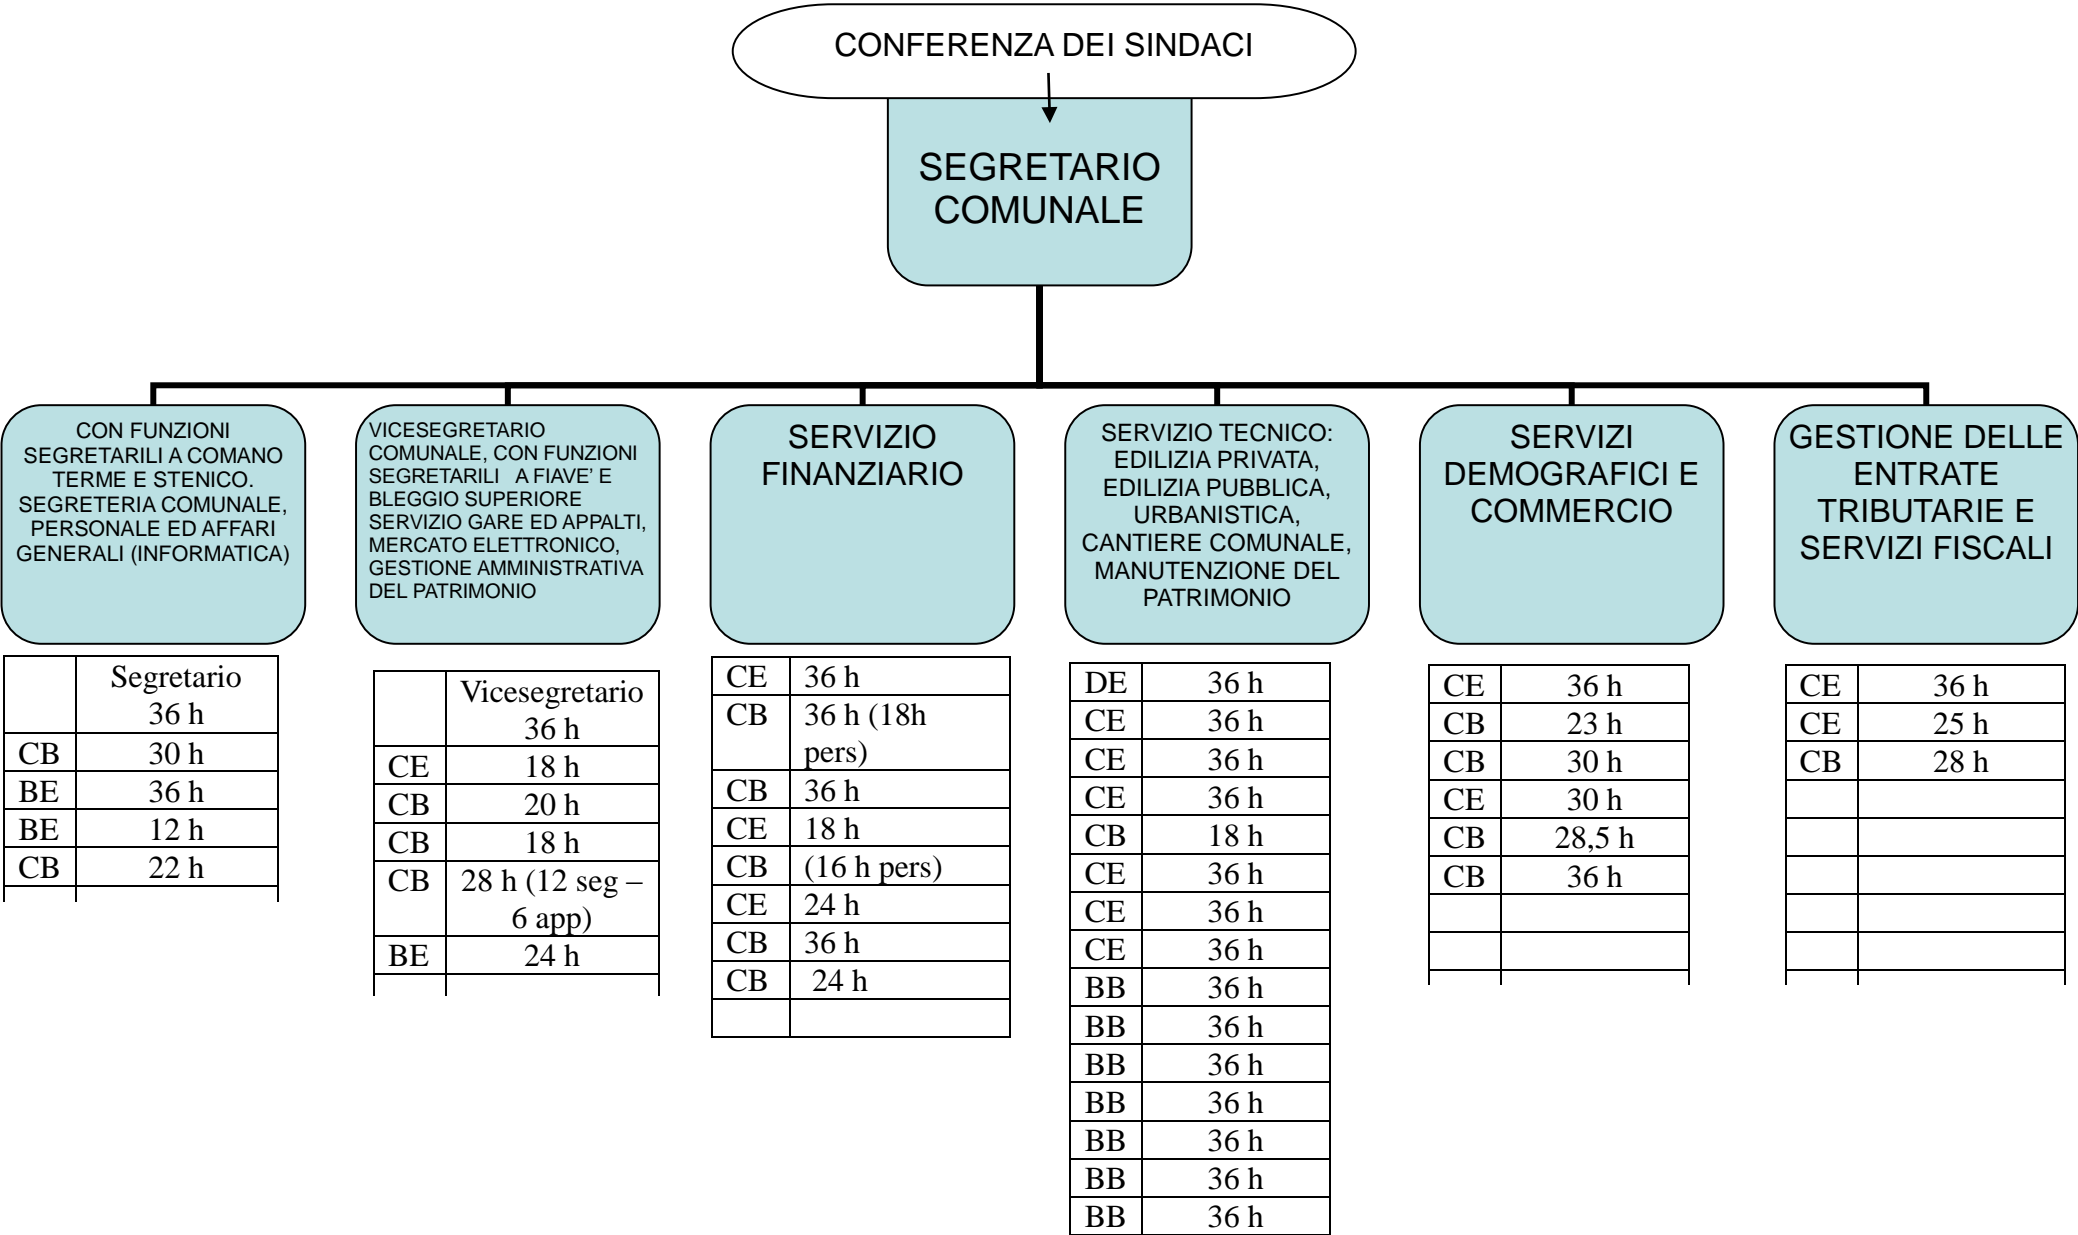 CONFERENZA DEI SINDACI
SEGRETARIO
COMUNALE
CON FUNZIONI
SEGRETARILI A COMANO
TERME E STENICO.
SEGRETERIA COMUNALE,
PERSONALE ED AFFARI
GENERALI (INFORMATICA)
VICESEGRETARIO
COMUNALE, CON FUNZIONI
SEGRETARILI A FIAVE' E
BLEGGIO SUPERIORE
SERVIZIO GARE ED APPALTI,
MERCATO ELETTRONICO,
GESTIONE AMMINISTRATIVA
DEL PATRIMONIO
SERVIZIO
FINANZIARIO
SERVIZIO TECNICO:
EDILIZIA PRIVATA,
EDILIZIA PUBBLICA,
URBANISTICA,
CANTIERE COMUNALE,
MANUTENZIONE DEL
PATRIMONIO
SERVIZI
DEMOGRAFICI E
COMMERCIO
GESTIONE DELLE
ENTRATE
TRIBUTARIE E
SERVIZI FISCALI
Segretario
36 h
CB 30 h
BE 36 h
BE 12 h
CB 22 h
Vicesegretario
36 h
CE 18 h
CB 20 h
CB 18 h
CB 28 h (12 seg –
6 app)
BE 24 h
CE 36 h
CB 36 h (18h
pers)
CB 36 h
CE 18 h
CB (16 h pers)
CE 24 h
CB 36 h
CB 24 h
DE 36 h
CE 36 h
CE 36 h
CE 36 h
CB 18 h
CE 36 h
CE 36 h
CE 36 h
BB 36 h
BB 36 h
BB 36 h
BB 36 h
BB 36 h
BB 36 h
BB 36 h
CE 36 h
CB 23 h
CB 30 h
CE 30 h
CB 28,5 h
CB 36 h
CE 36 h
CE 25 h
CB 28 h